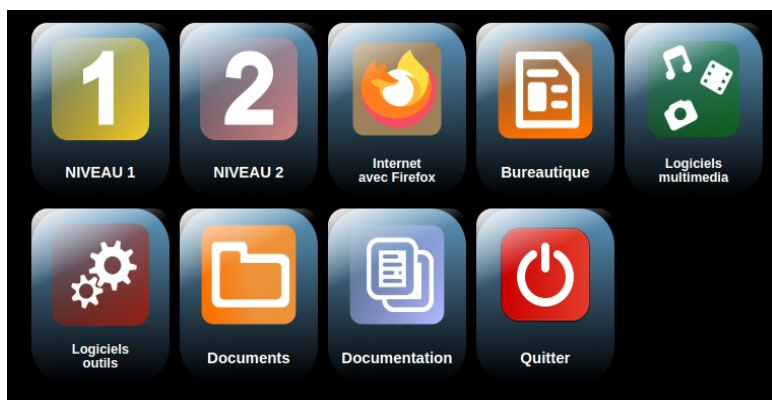 1
2
NIVEAU 1
NIVEAU 2
Internet
avec Firefox
Bureautique
Logiciels
multimedia
Logiciels
outils
Documents
Documentation
Quitter